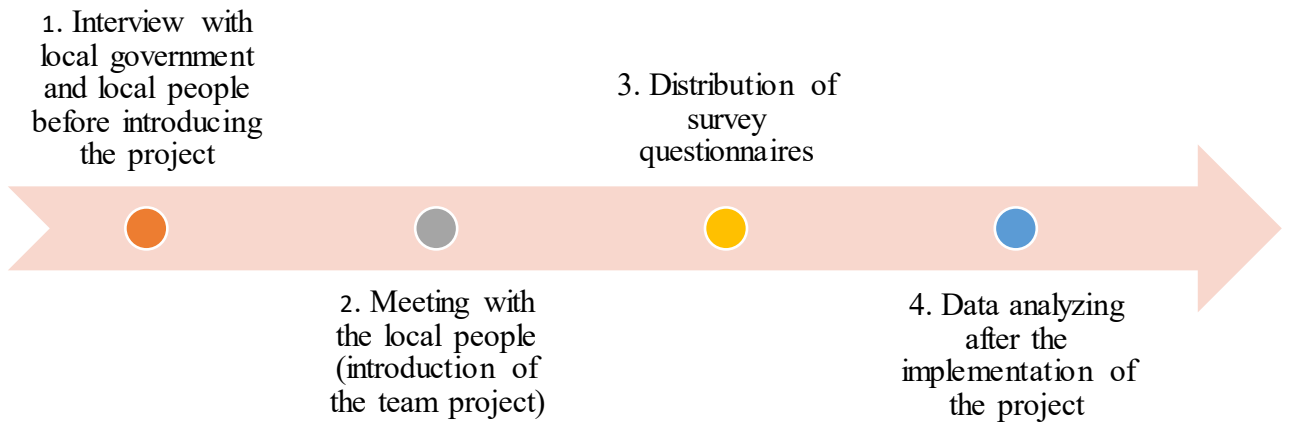 1. Interview with
local government
and local people
before introducing
the project
2. Meeting with
the local people
(introduction of
the team project)
3. Distribution of
survey
questionnaires
4. Data analyzing
after the
implementation of
the project